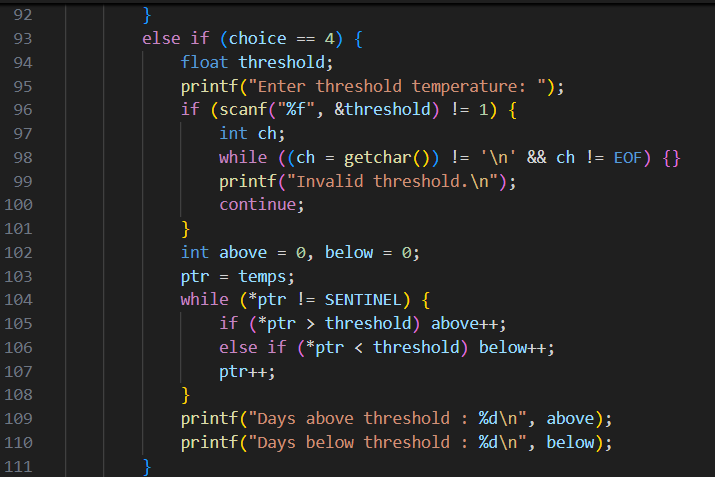 92 }
93 else if (choice == 4) {
94 float threshold;
95 printf("Enter threshold temperature: ");
96 if (scanf("%f", &threshold) != 1) {
97 int ch;
98 while ((ch = getchar()) != '\n' && ch != EOF) {}
99 printf("Invalid threshold.\n");
100 continue;
101 }
102 int above = 0, below = 0;
103 ptr = temps;
104 while (*ptr != SENTINEL) {
105 if (*ptr > threshold) above++;
106 else if (*ptr < threshold) below++;
107 ptr++;
108 }
109 printf("Days above threshold : %d\n", above);
110 printf("Days below threshold : %d\n", below);
111 }